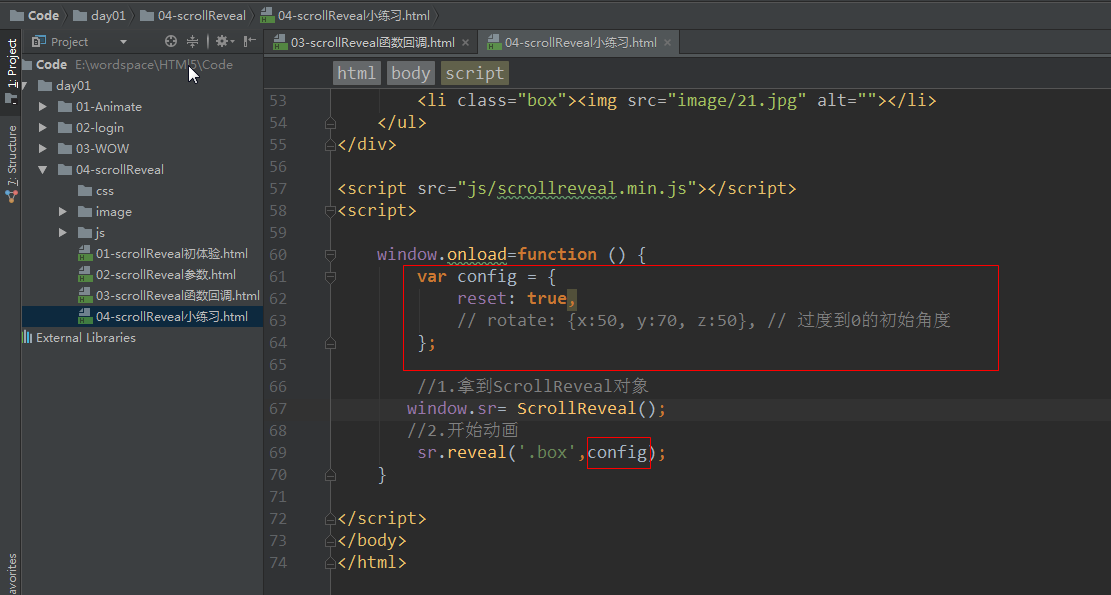 Code day01 04-scrollReveal 04-scrollReveal小练习.html
Project
03-scrollReveal函数回调.html
04-scrollReveal小练习.html
1: Project
7: Structure
avorites
Code E:\wordspace\HTMl5\Code
day01
01-Animate
02-login
03-WOW
04-scrollReveal
css
image
js
01-scrollReveal初体验.html
02-scrollReveal参数.html
03-scrollReveal函数回调.html
04-scrollReveal小练习.html
External Libraries
html body script
53 <li class="box"><img src="image/21.jpg" alt=""></li>
54 </ul>
55 </div>
56
57 <script src="js/scrollreveal.min.js"></script>
58 <script>
59
60 window.onload=function () {
61 var config = {
62 reset: true,
63 // rotate: {x:50, y:70, z:50}, // 过度到0的初始角度
64 };
65
66 //1.拿到ScrollReveal对象
67 window.sr= ScrollReveal();
68 //2.开始动画
69 sr.reveal('.box',config);
70 }
71
72 </script>
73 </body>
74 </html>